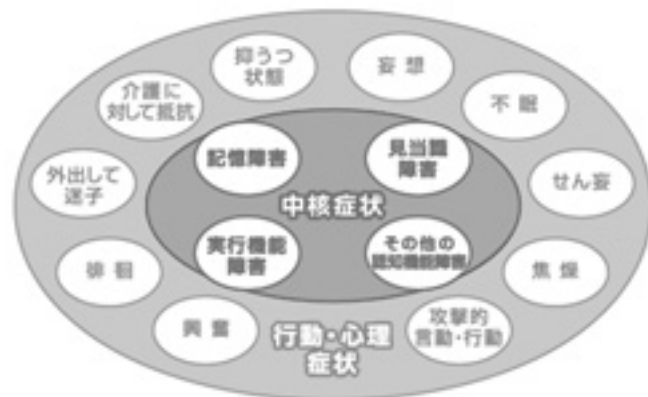 抑うつ
状態
妄想
介護に
対して抵抗
不眠
記憶障害
見当識
障害
外出して
迷子
せん妄
中核症状
実行機能
障害
その他の
認知機能障害
徘徊
焦燥
興奮
行動・心理
症状
攻撃的
言動・行動